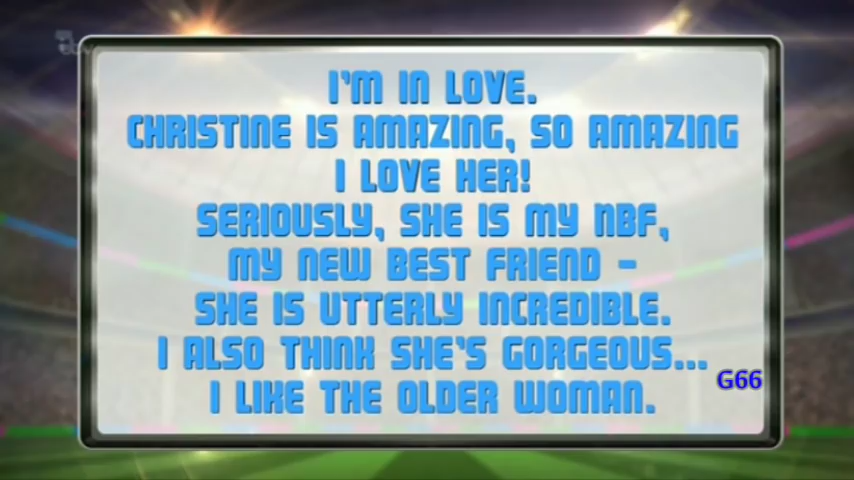 I'M IN LOVE.
CHRISTINE IS AMAZING, SO AMAZING
I LOVE HER!
SERIOUSLY, SHE IS MY NBF,
MY NEW BEST FRIEND -
SHE IS UTTERLY INCREDIBLE.
I ALSO THINK SHE'S GORGEOUS...
I LIKE THE OLDER WOMAN.
G66